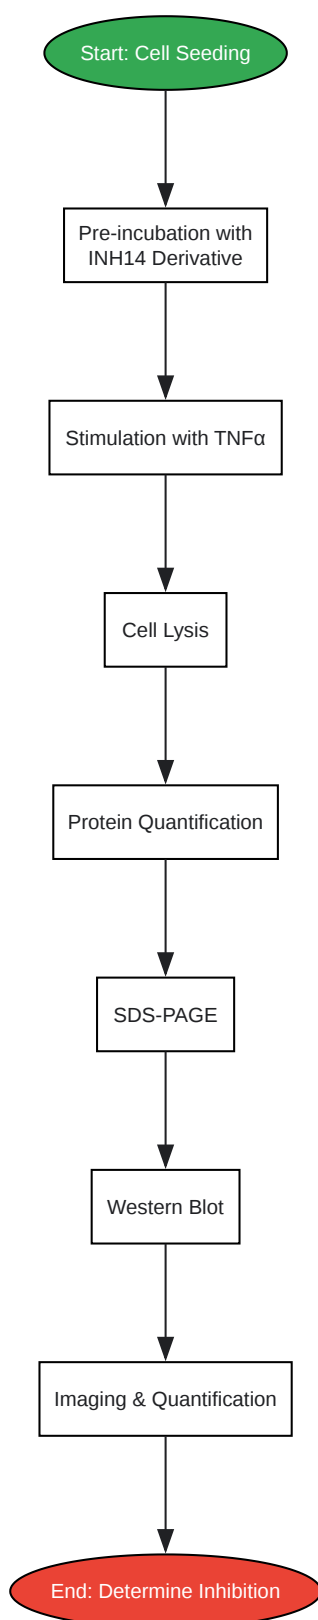 Start: Cell Seeding
Pre-incubation with
INH14 Derivative
Stimulation with TNFα
Cell Lysis
Protein Quantification
SDS-PAGE
Western Blot
Imaging & Quantification
End: Determine Inhibition